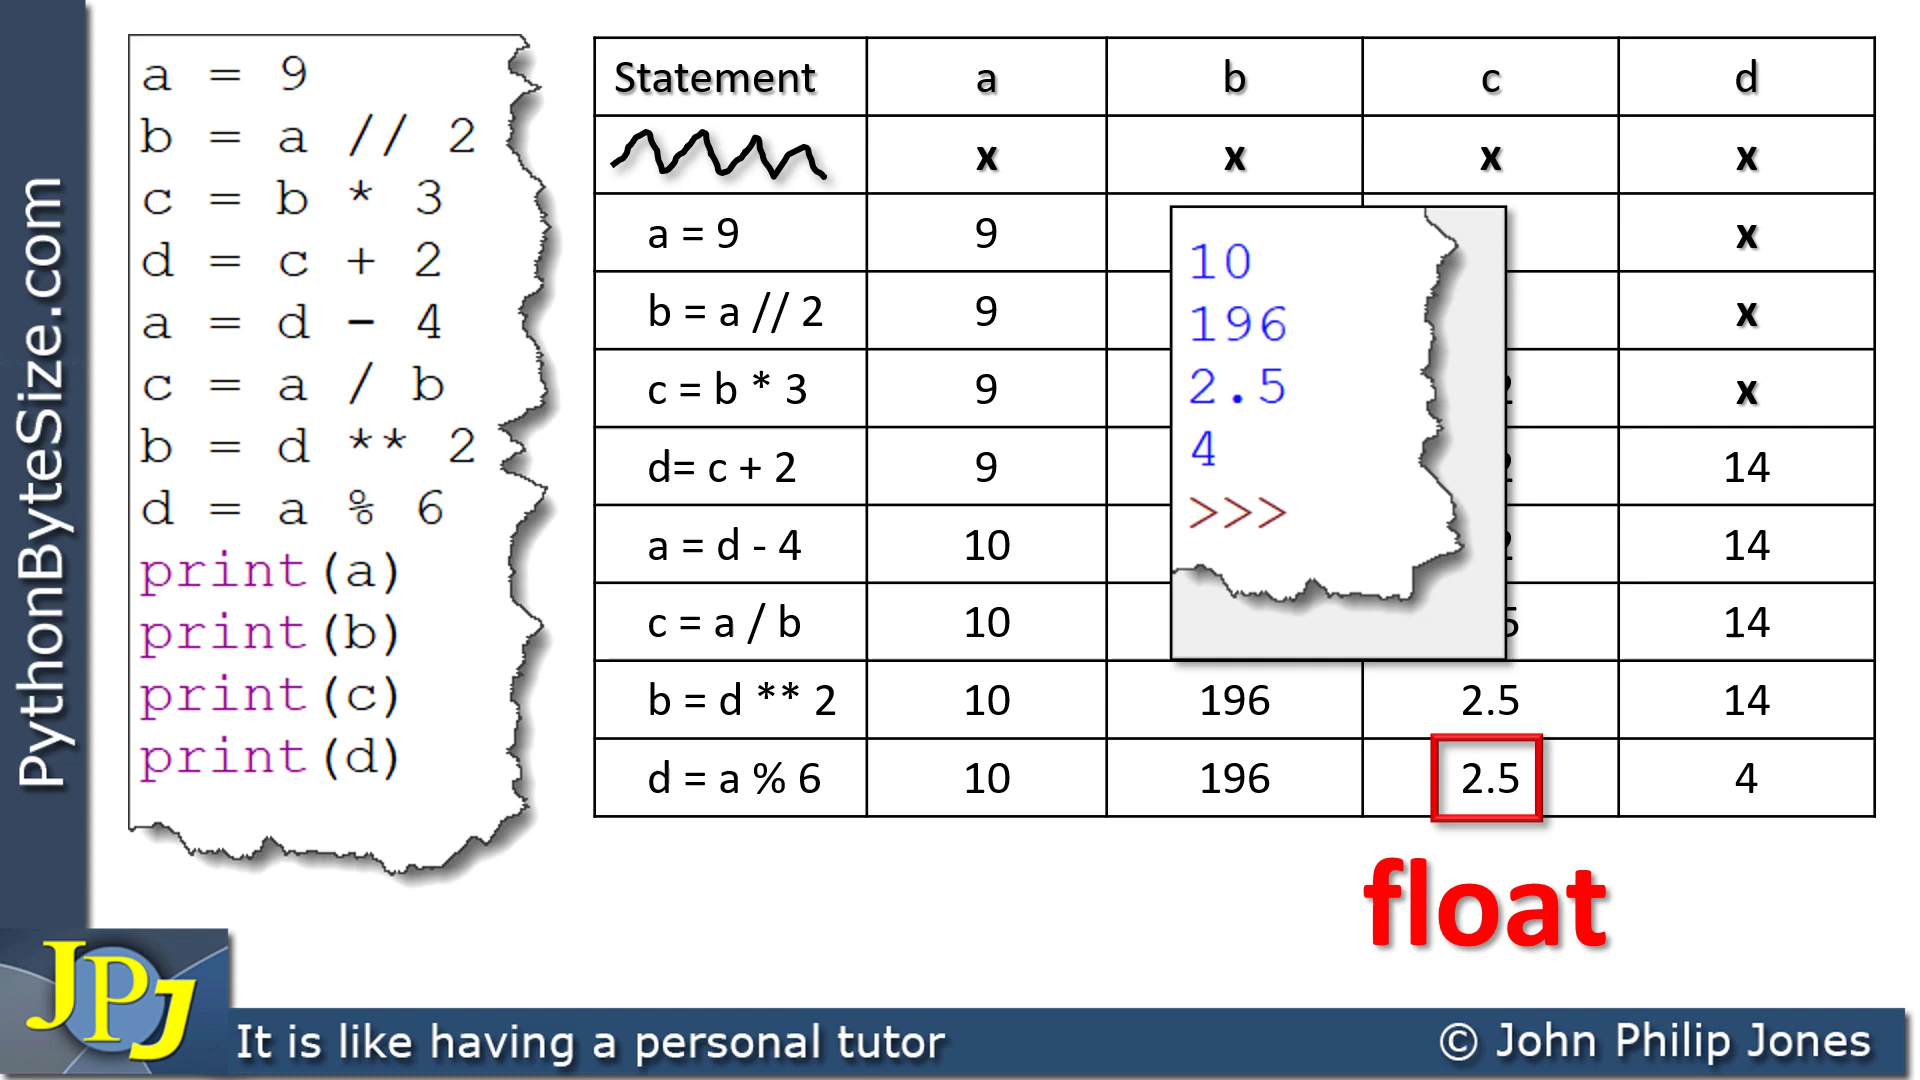 PythonByteSize.com
a = 9
b = a // 2
c = b * 3
d = c + 2
a = d - 4
c = a / b
b = d ** 2
d = a % 6
print(a)
print(b)
print(c)
print(d)
Statement a b c d
x x x x
a = 9 9 x
b = a // 2 9 x
c = b * 3 9 x
d= c + 2 9 14
a = d - 4 10 14
c = a / b 10 14
b = d ** 2 10 196 2.5 14
d = a % 6 10 196 2.5 4
10
196
2.5
4
>>>
float
JPJ
It is like having a personal tutor
© John Philip Jones